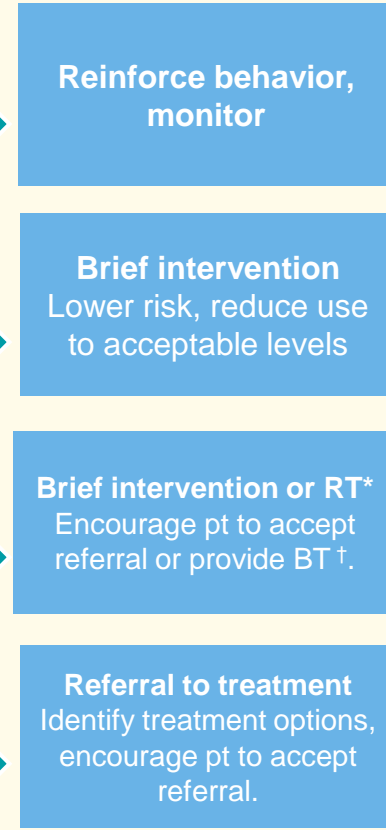 Reinforce behavior,
monitor
Brief intervention
Lower risk, reduce use
to acceptable levels
Brief intervention or RT*
Encourage pt to accept
referral or provide BT †.
Referral to treatment
Identify treatment options,
encourage pt to accept
referral.